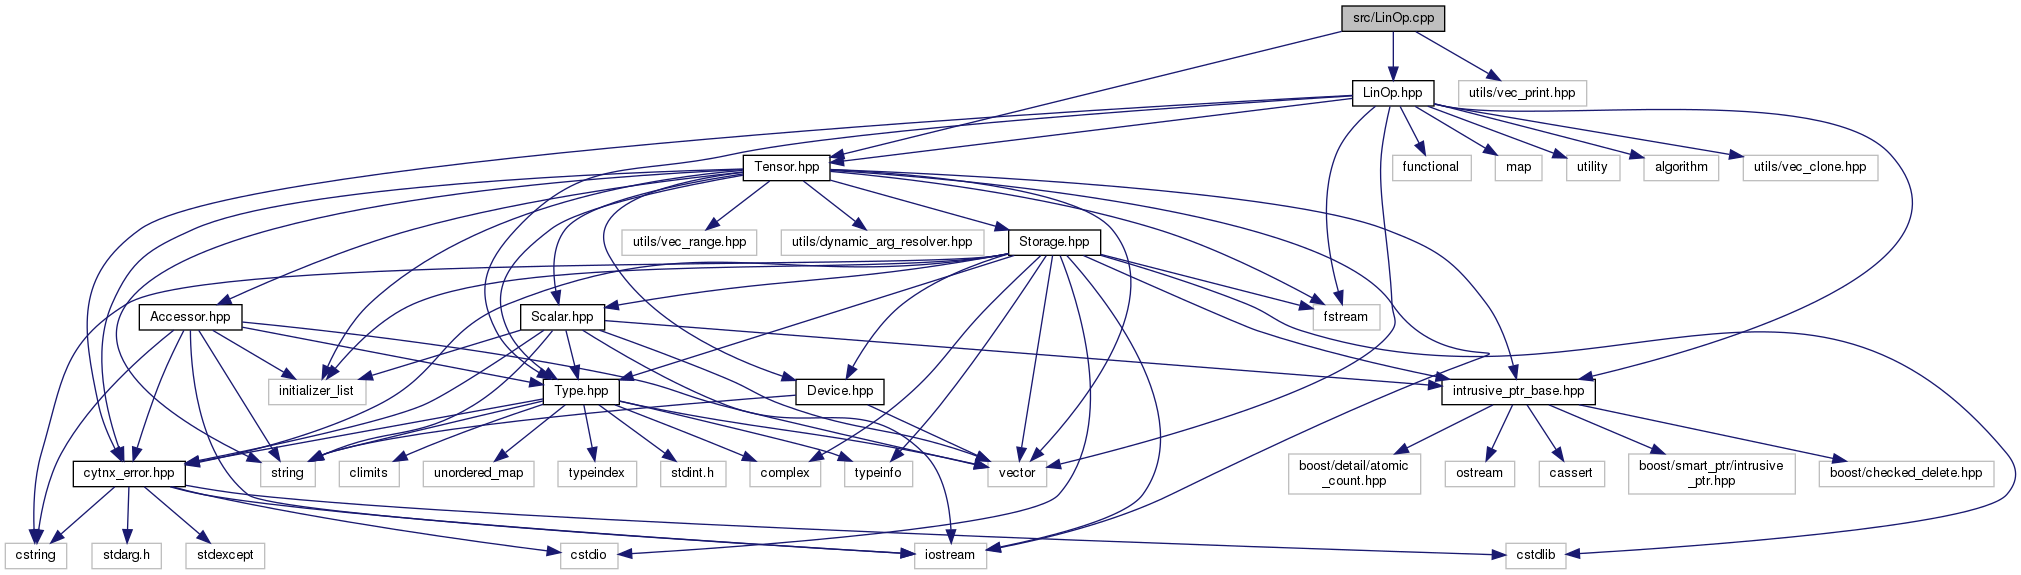 src/LinOp.cpp
LinOp.hpp
utils/vec_print.hpp
Tensor.hpp
functional
map
utility
algorithm
utils/vec_clone.hpp
utils/vec_range.hpp
utils/dynamic_arg_resolver.hpp
Storage.hpp
Accessor.hpp
Scalar.hpp
fstream
initializer_list
Type.hpp
Device.hpp
intrusive_ptr_base.hpp
cytnx_error.hpp
string
climits
unordered_map
typeindex
stdint.h
complex
typeinfo
vector
boost/detail/atomic
_count.hpp
ostream
cassert
boost/smart_ptr/intrusive
_ptr.hpp
boost/checked_delete.hpp
cstring
stdarg.h
stdexcept
cstdio
iostream
cstdlib